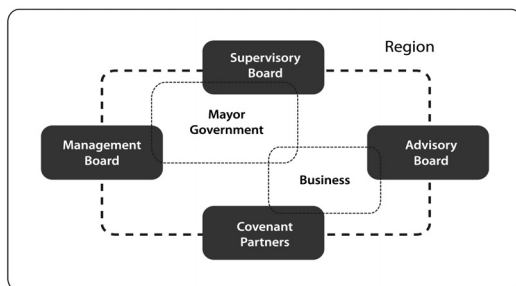 Region
Supervisory
Board
Mayor
Government
Management
Board
Advisory
Board
Business
Covenant
Partners